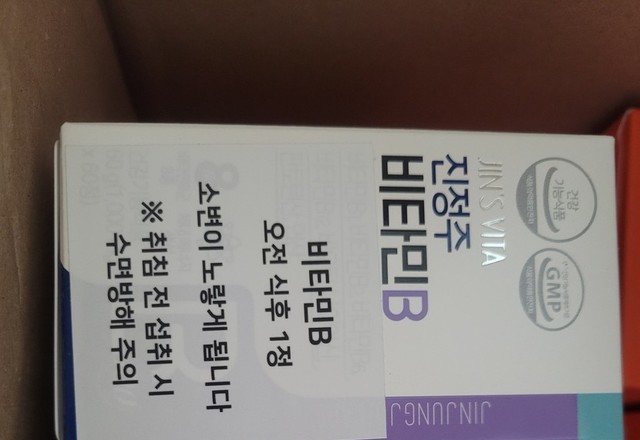 건강
기능식품
GMP
JIN'S VITA
진정주
비타민B
JINJUNGJ
비타민B
오전 식후 1정
소변이 노랗게 됩니다
※ 취침 전 섭취 시
수면방해 주의